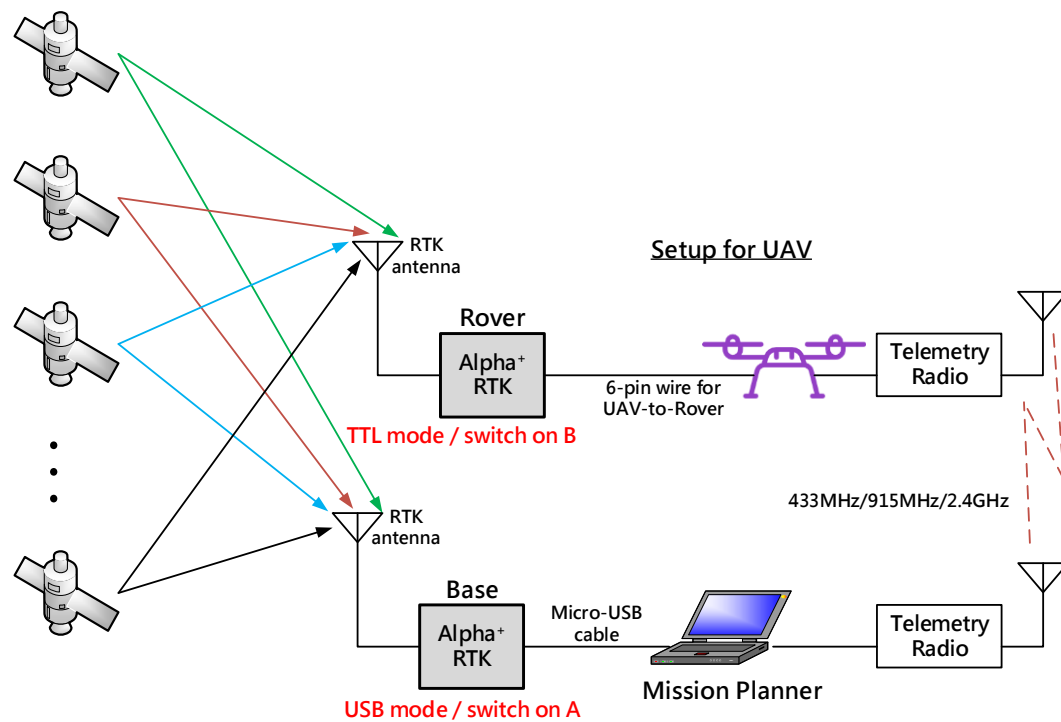 Setup for UAV
RTK
antenna
Rover
Alpha+
RTK
TTL mode / switch on B
6-pin wire for
UAV-to-Rover
Telemetry
Radio
433MHz/915MHz/2.4GHz
RTK
antenna
Base
Alpha+
RTK
USB mode / switch on A
Micro-USB
cable
Mission Planner
Telemetry
Radio